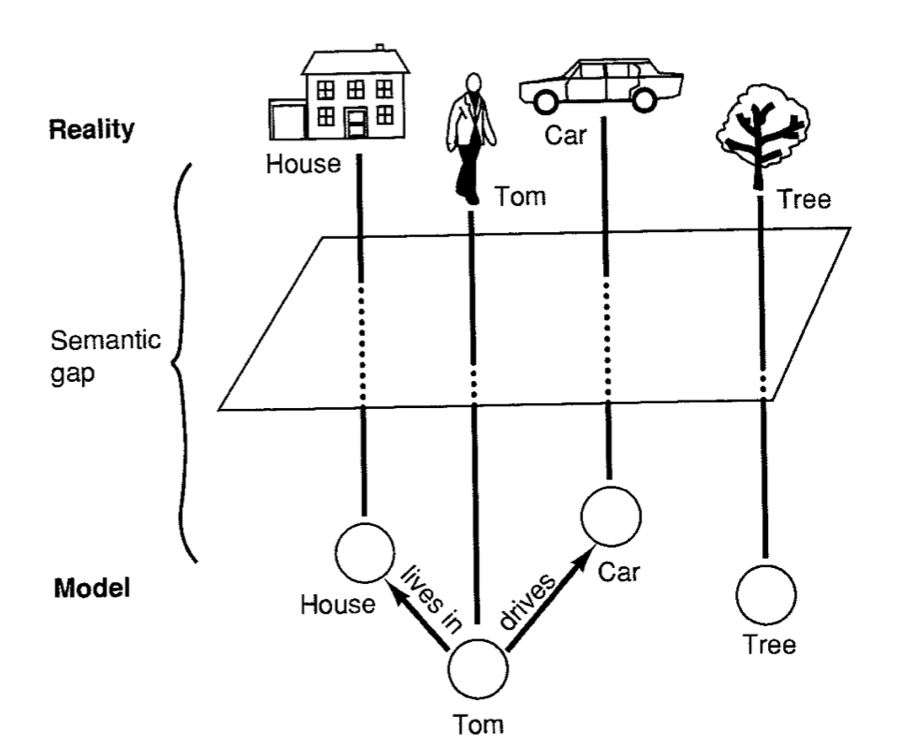 Reality
House
Tom
Car
Tree
Semantic
gap
Model
House
lives in
drives
Car
Tree
Tom